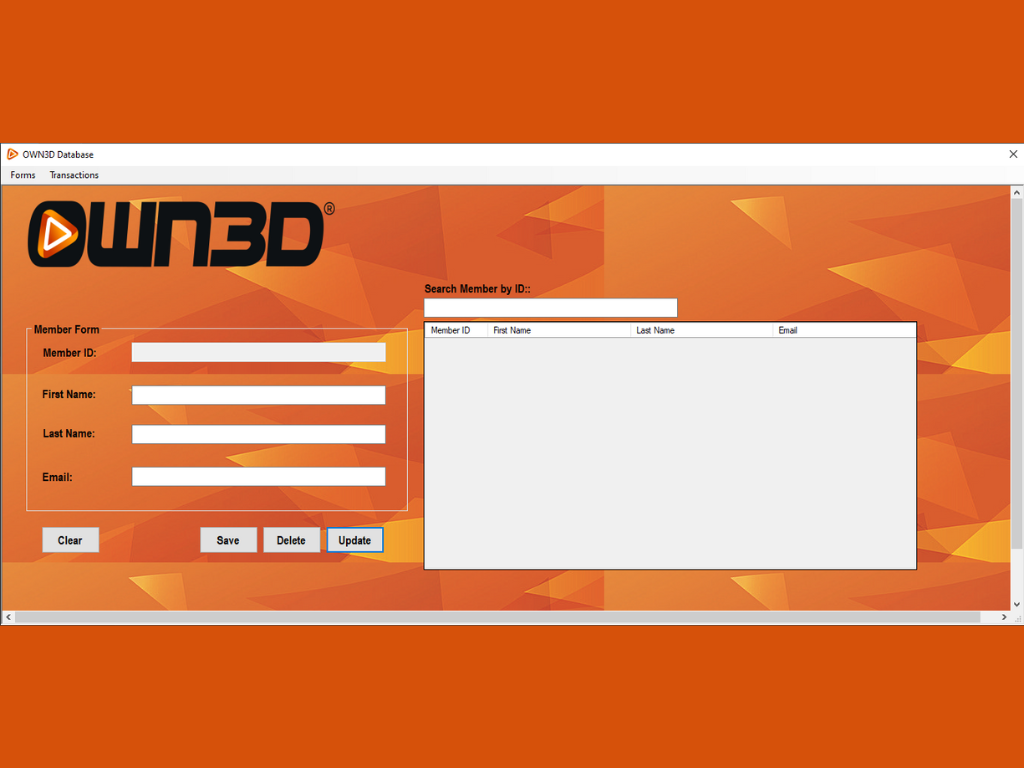 OWN3D Database
Forms Transactions
OWN3D®
Search Member by ID::
Member Form
Member ID:
First Name:
Last Name:
Email:
Clear Save Delete Update
Member ID First Name Last Name Email